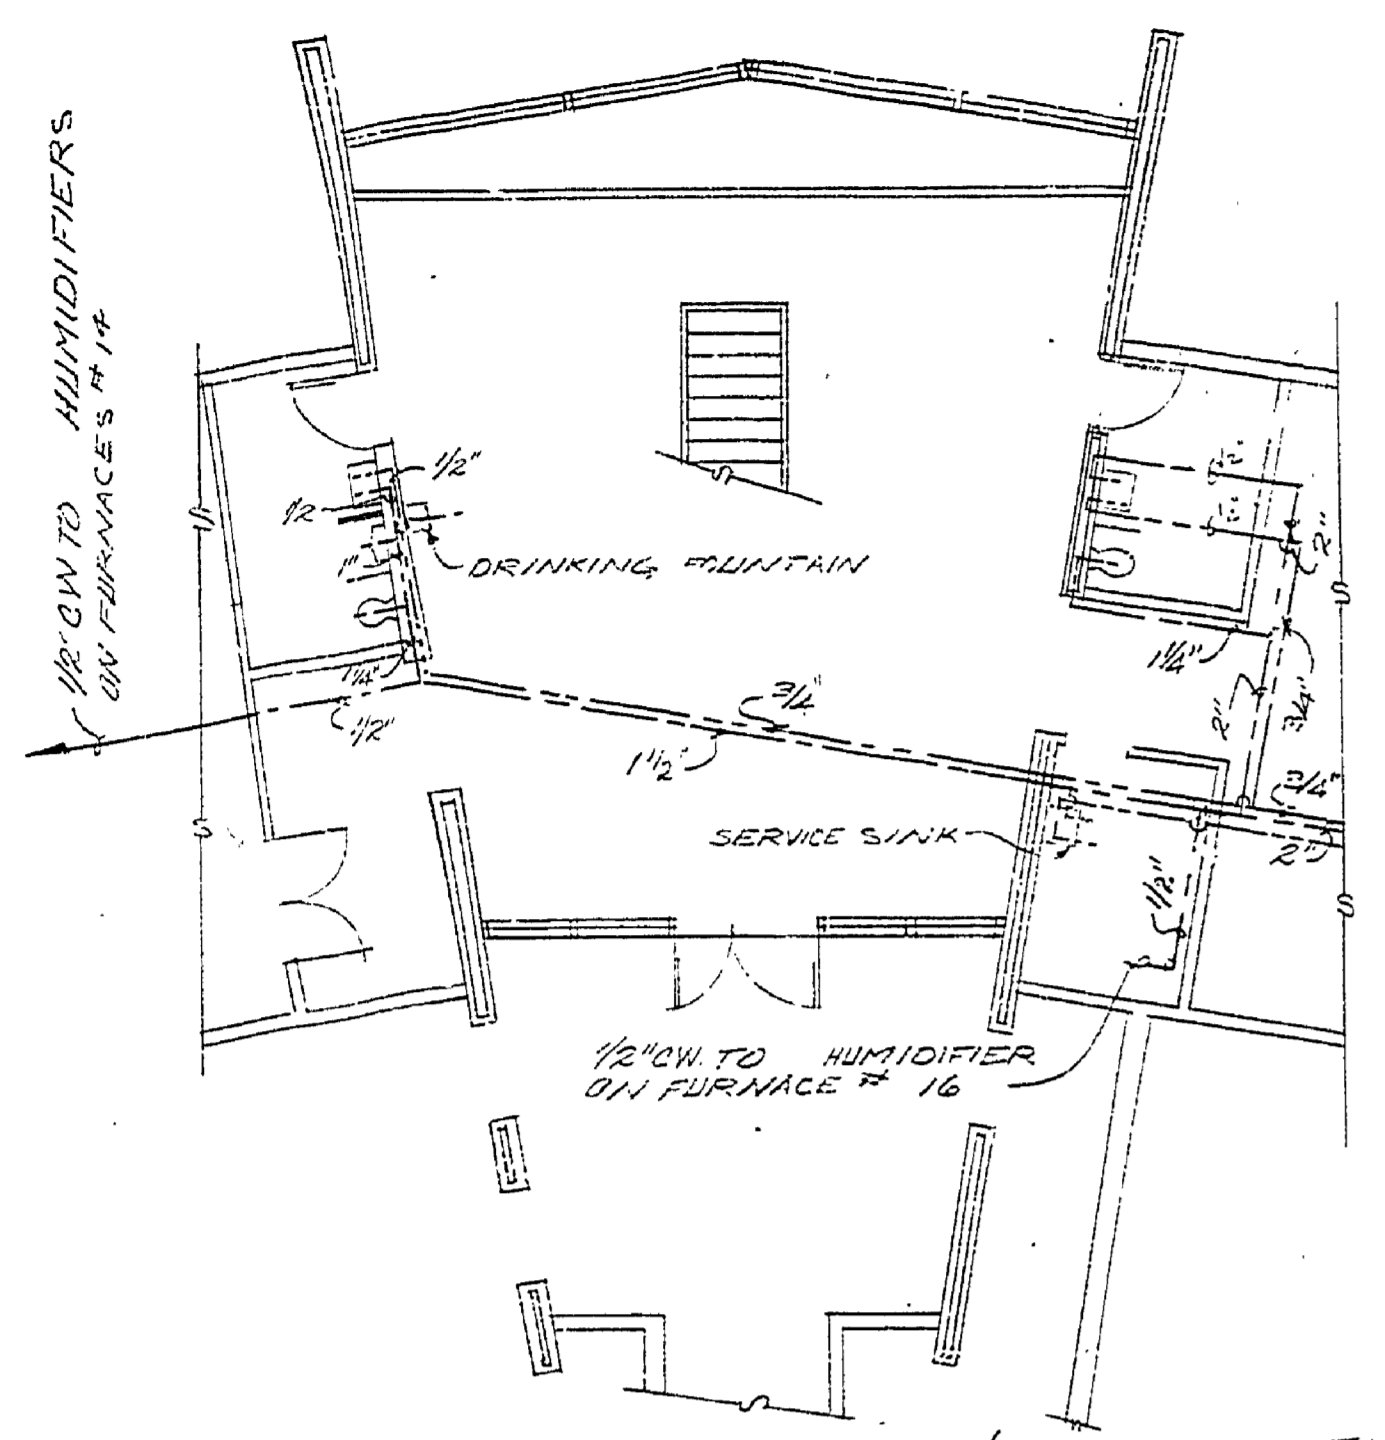 1/2" CW TO HUMIDIFIERS
ON FURNACES # 14
1/2"
1/2
1"
DRINKING FOUNTAIN
1 1/4"
1/2"
3/4"
1 1/2"
2"
1 1/4"
2"
3/4"
3/4"
2"
SERVICE SINK
1/2"
1/2" CW. TO HUMIDIFIER
ON FURNACE # 16